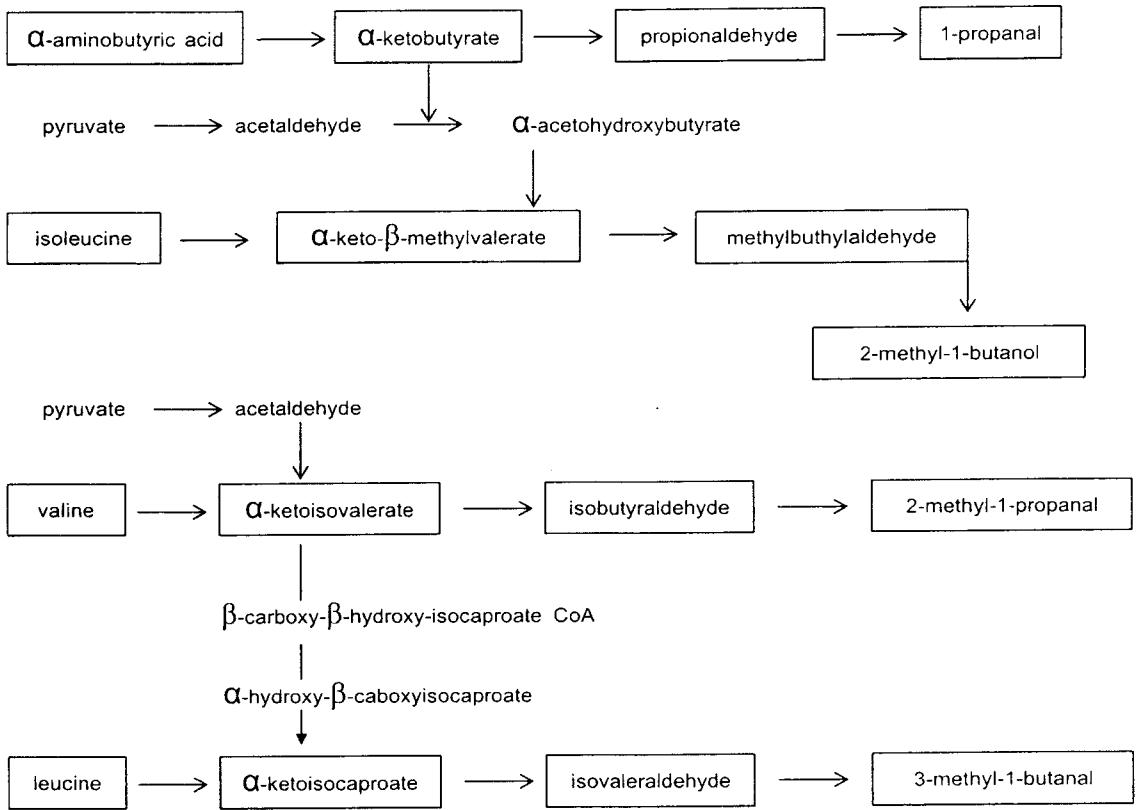 α-aminobutyric acid α-ketobutyrate propionaldehyde 1-propanal
pyruvate acetaldehyde α-acetohydroxybutyrate
isoleucine α-keto-β-methylvalerate methylbuthylaldehyde
2-methyl-1-butanol
pyruvate acetaldehyde
valine α-ketoisovalerate isobutyraldehyde 2-methyl-1-propanal
β-carboxy-β-hydroxy-isocaproate CoA
α-hydroxy-β-caboxyisocaproate
leucine α-ketoisocaproate isovaleraldehyde 3-methyl-1-butanal